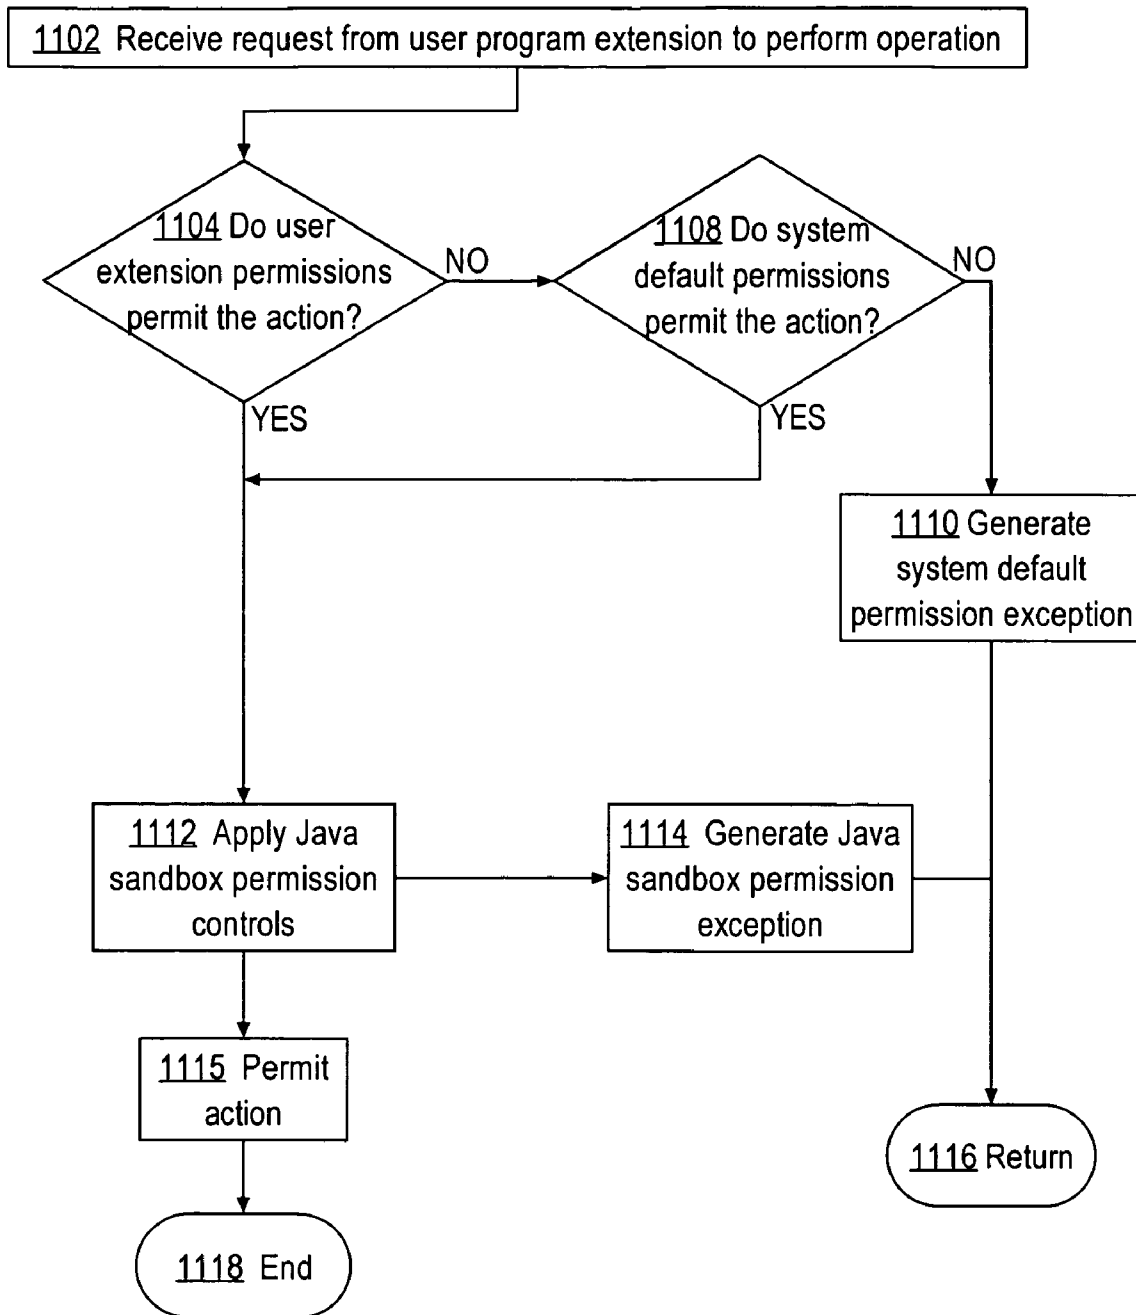 1102 Receive request from user program extension to perform operation
1104 Do user
extension permissions
permit the action?
NO
YES
1108 Do system
default permissions
permit the action?
NO
YES
1110 Generate
system default
permission exception
1112 Apply Java
sandbox permission
controls
1114 Generate Java
sandbox permission
exception
1115 Permit
action
1116 Return
1118 End